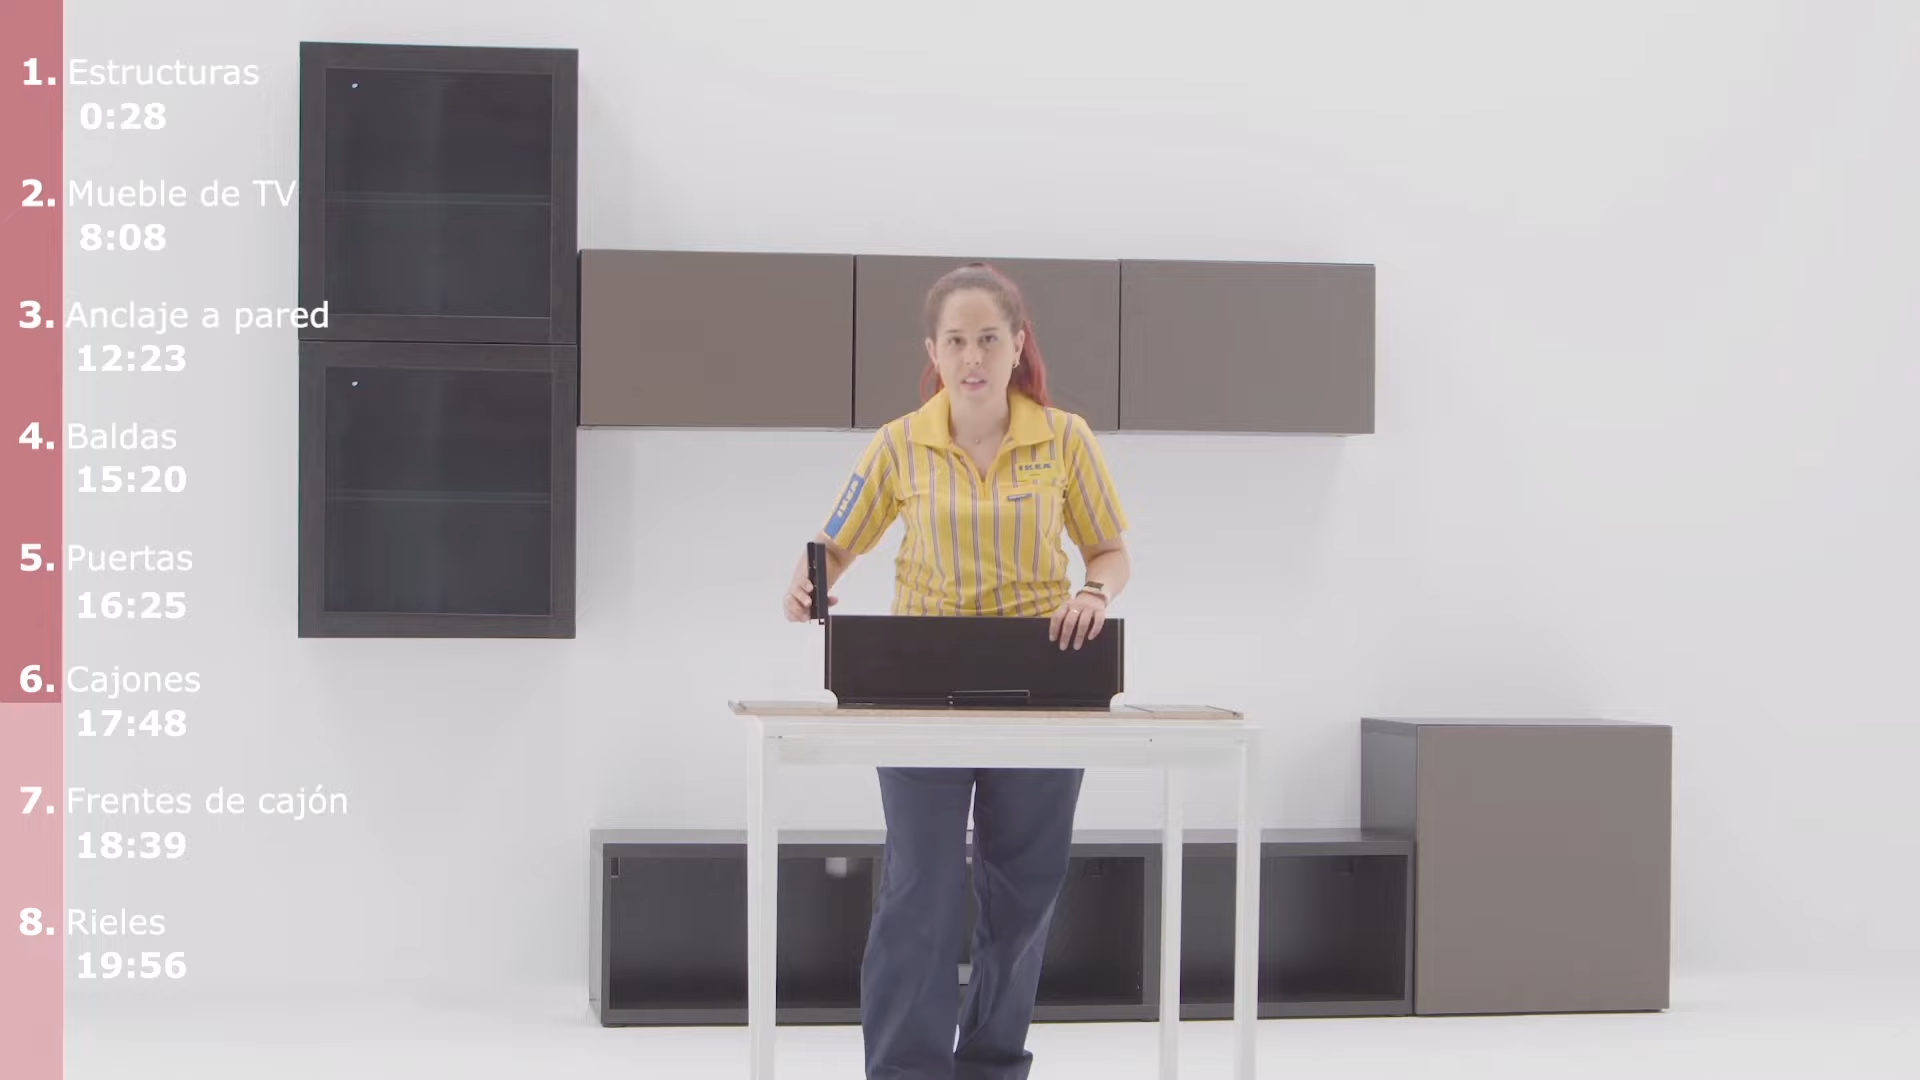 1. Estructuras
0:28
2. Mueble de TV
8:08
3. Anclaje a pared
12:23
4. Baldas
15:20
5. Puertas
16:25
6. Cajones
17:48
7. Frentes de cajón
18:39
8. Rieles
19:56
IKEA
IKEA